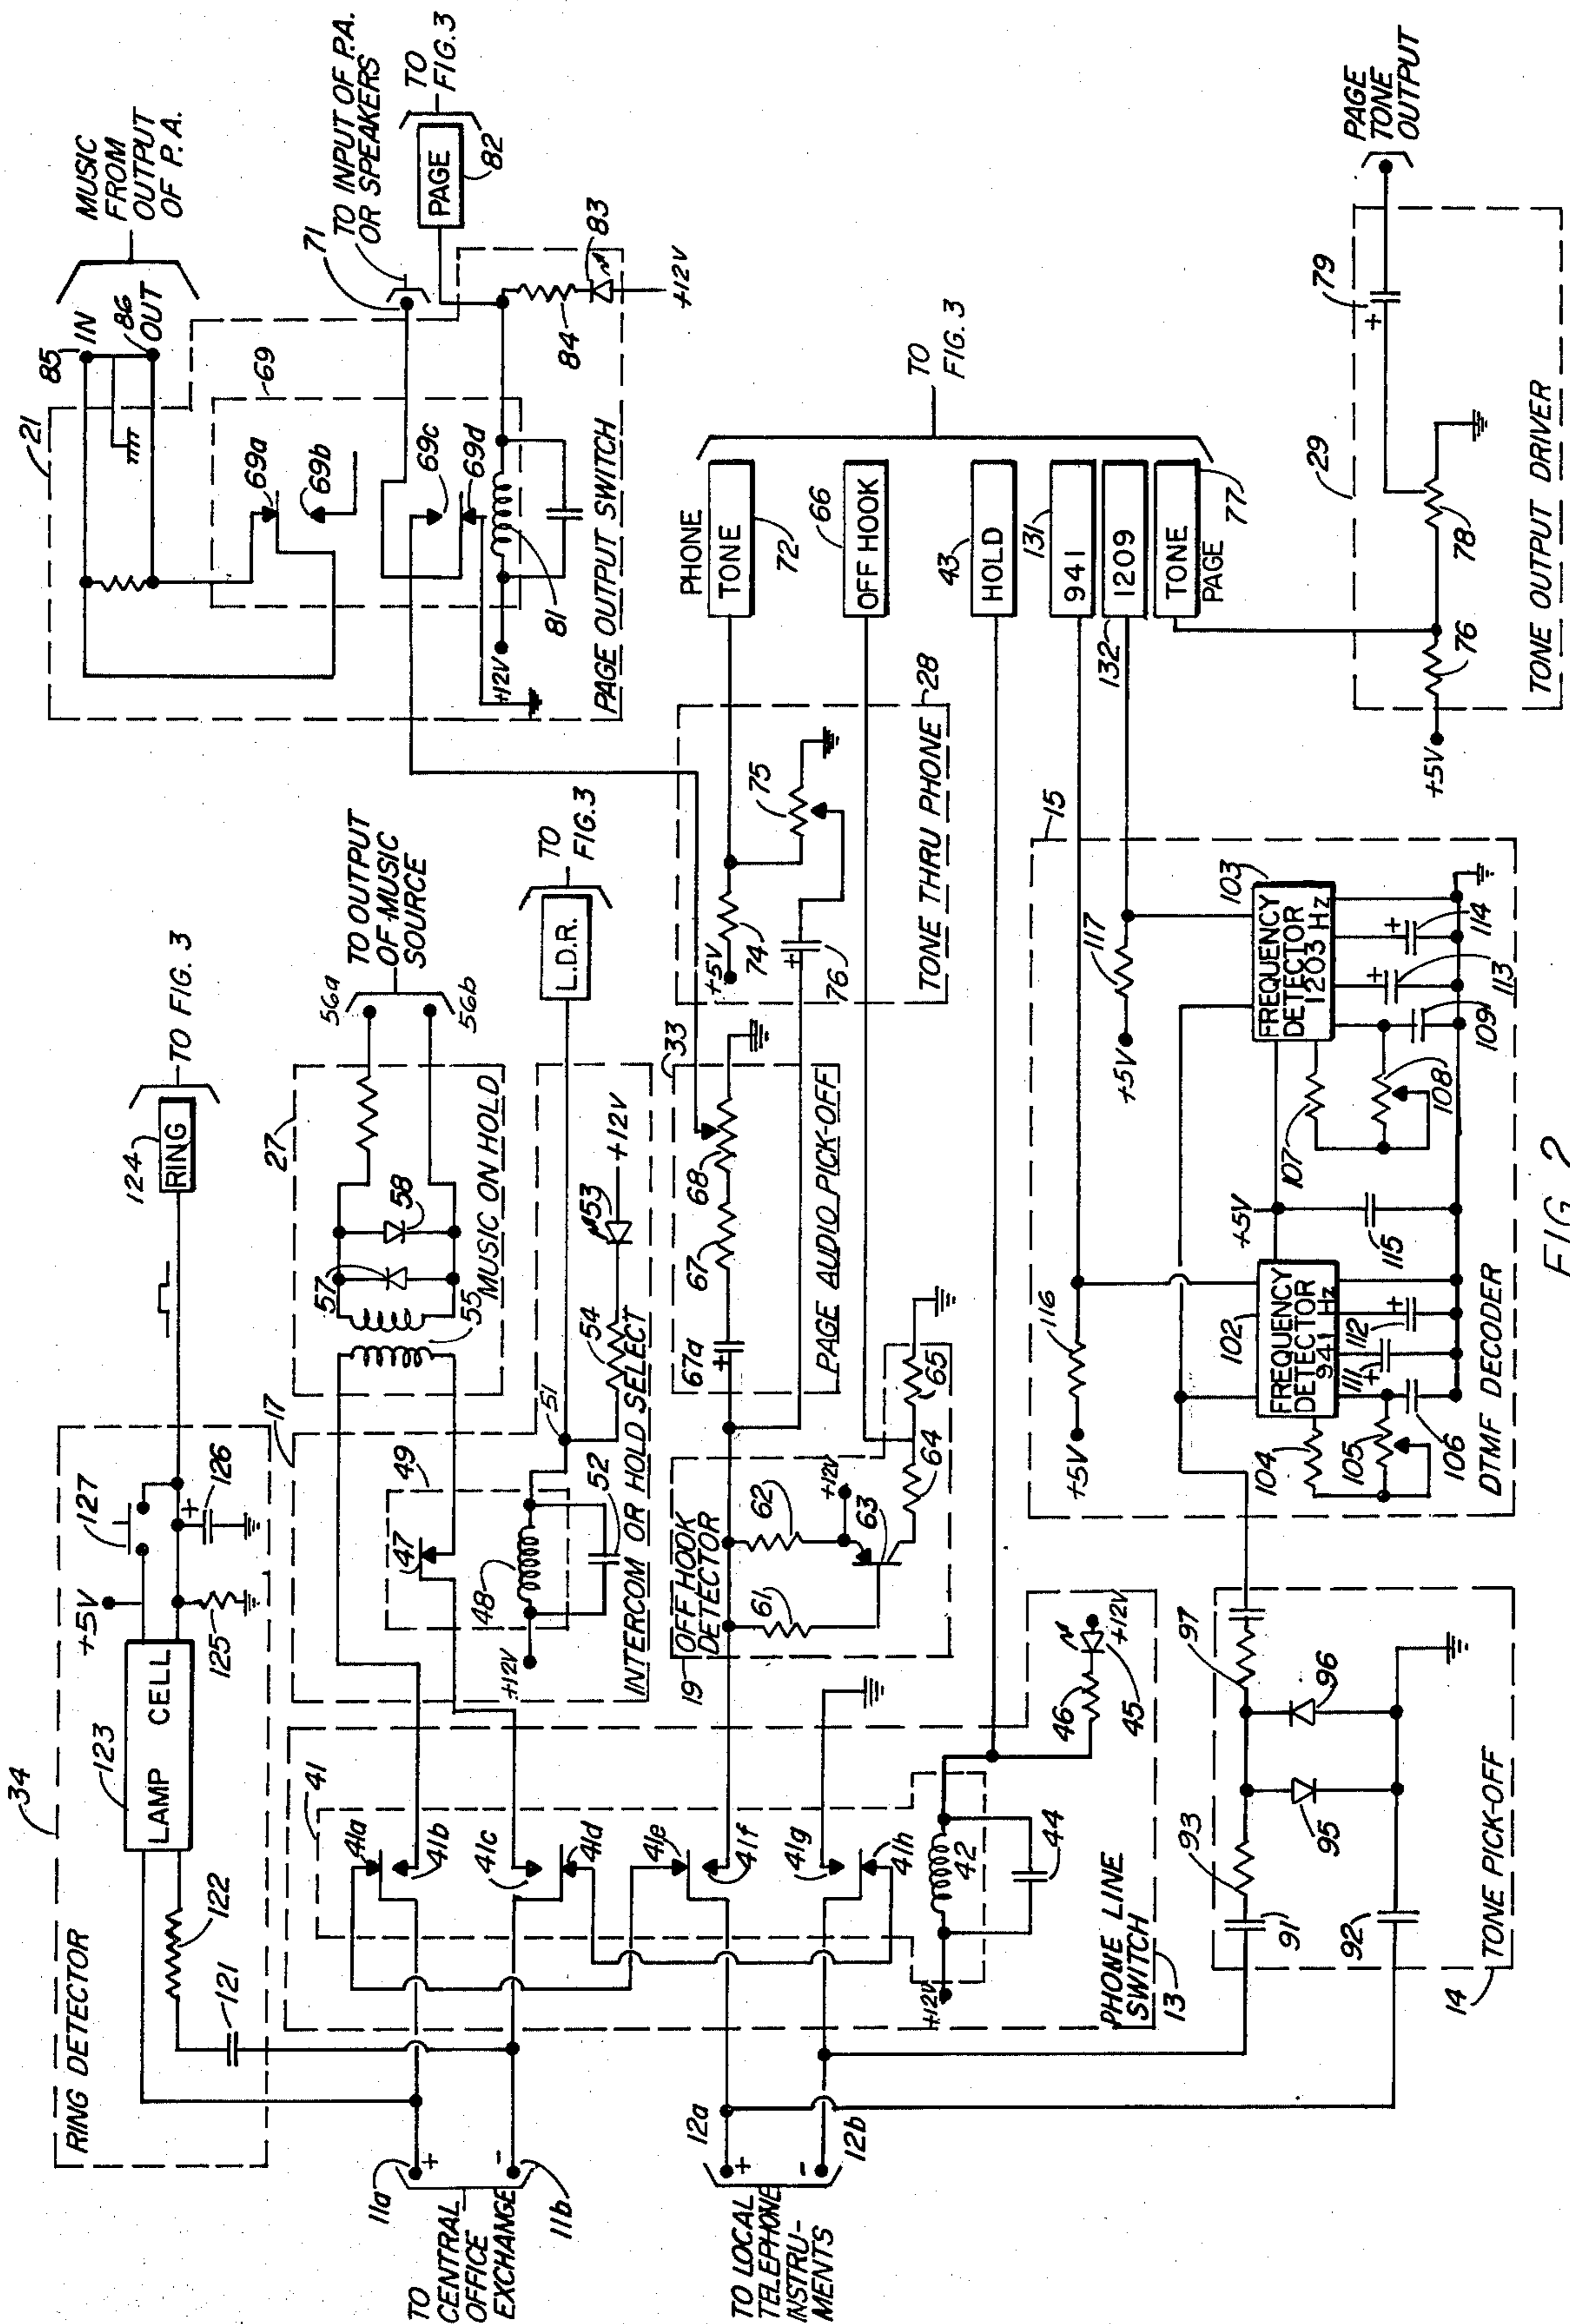 34
RING DETECTOR
123
LAMP CELL
+5V
127
+
126
125
122
121
124
RING
TO FIG. 3
11a
+
TO
CENTRAL
OFFICE
EXCHANGE
-
11b
17
27
56a
TO OUTPUT
OF MUSIC
SOURCE
56b
57
58
55
MUSIC ON HOLD
49
47
48
+12V
52
51
54
53
+12V
INTERCOM OR HOLD SELECT
L.D.R.
TO
FIG.3
41
41a
41b
41c
41d
41e
41f
41g
41h
42
44
+12V
46
45
+12V
PHONE LINE
SWITCH
13
12a
+
TO LOCAL
TELEPHONE
INSTRU-
MENTS
-
12b
19
OFF HOOK
DETECTOR
61
62
+12V
63
64
65
33
67a
+
67
68
PAGE AUDIO PICK-OFF
28
+5V
74
75
76
+
TONE THRU PHONE
21
85
IN
86
OUT
MUSIC
FROM
OUTPUT
OF P.A.
69
69a
69b
69c
69d
+12V
81
71
TO INPUT OF P.A.
OR SPEAKERS
PAGE
82
TO
FIG.3
84
83
+12V
PAGE OUTPUT SWITCH
PHONE
TONE
72
66
OFF HOOK
43
HOLD
131
941
132
1209
TONE
PAGE
77
TO
FIG.3
14
91
92
93
95
96
97
TONE PICK-OFF
15
+5V
116
+5V
117
102
FREQUENCY
DETECTOR
941 Hz
104
105
106
111
+
112
+
+5V
115
103
FREQUENCY
DETECTOR
1203 Hz
107
108
109
113
+
114
+
DTMF DECODER
29
+5V
76
78
79
+
PAGE
TONE
OUTPUT
TONE OUTPUT DRIVER
FIG. 2